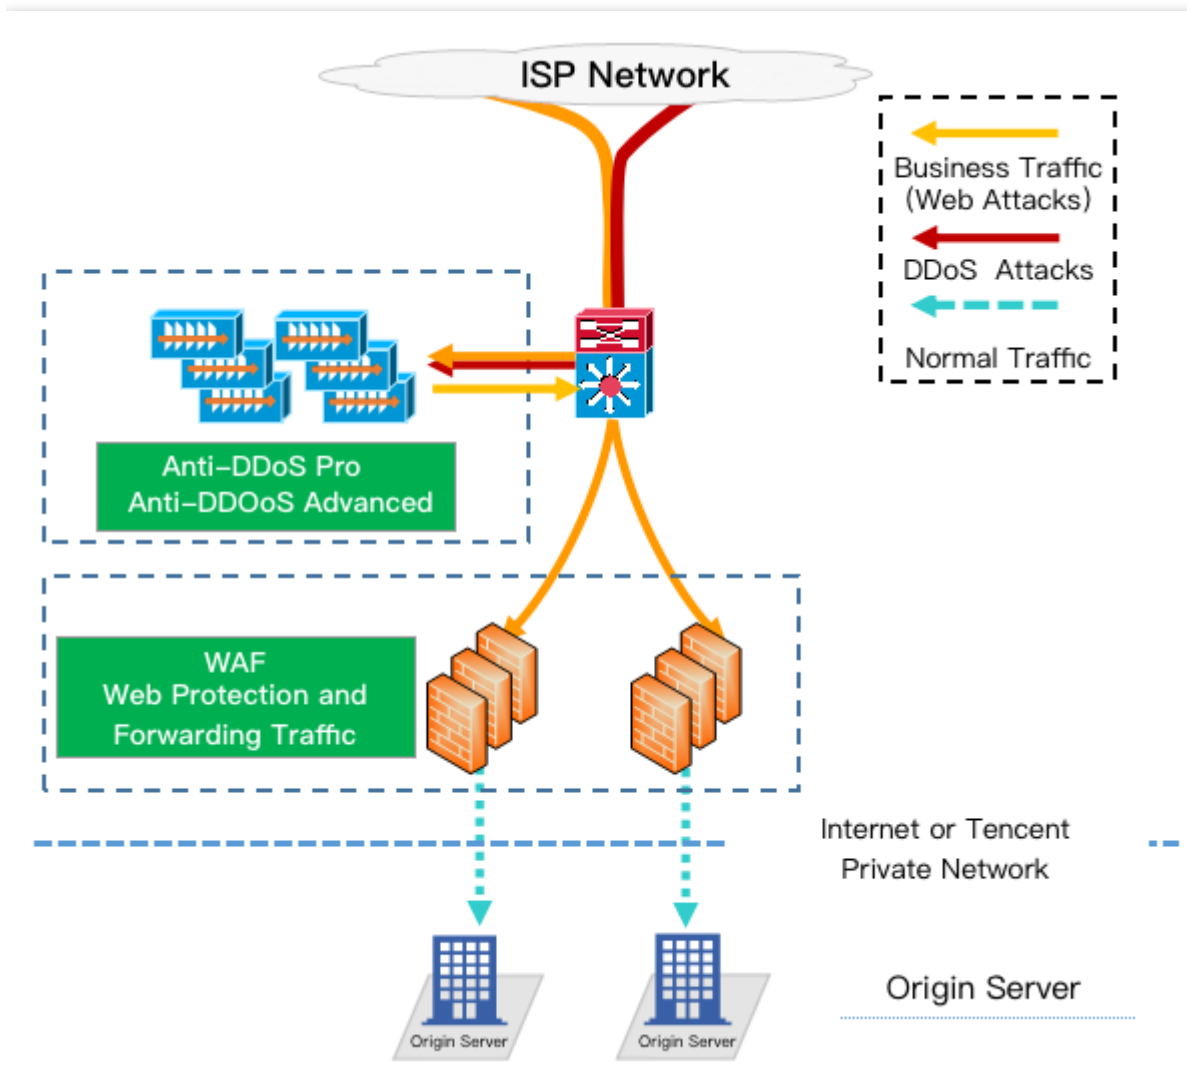 ISP Network
Business Traffic
(Web Attacks)
DDoS Attacks
Normal Traffic
Anti-DDoS Pro
Anti-DDOoS Advanced
WAF
Web Protection and
Forwarding Traffic
Internet or Tencent
Private Network
Origin Server
Origin Server
Origin Server